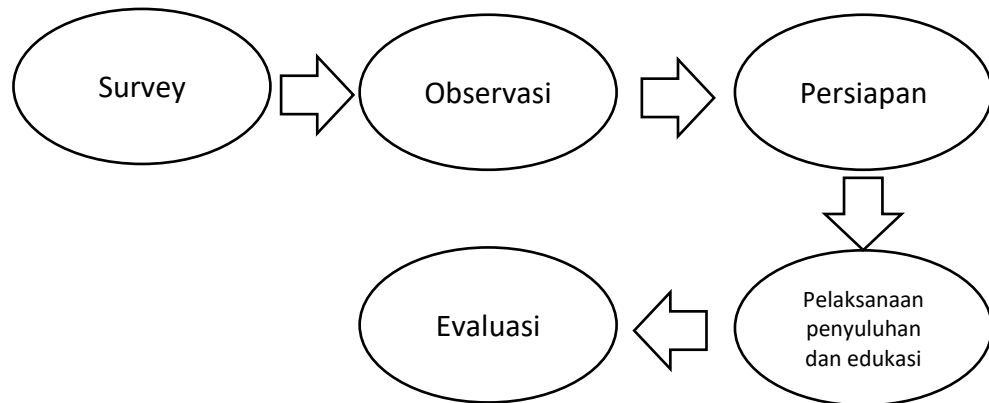 Survey
Observasi
Persiapan
Pelaksanaan
penyuluhan
dan edukasi
Evaluasi